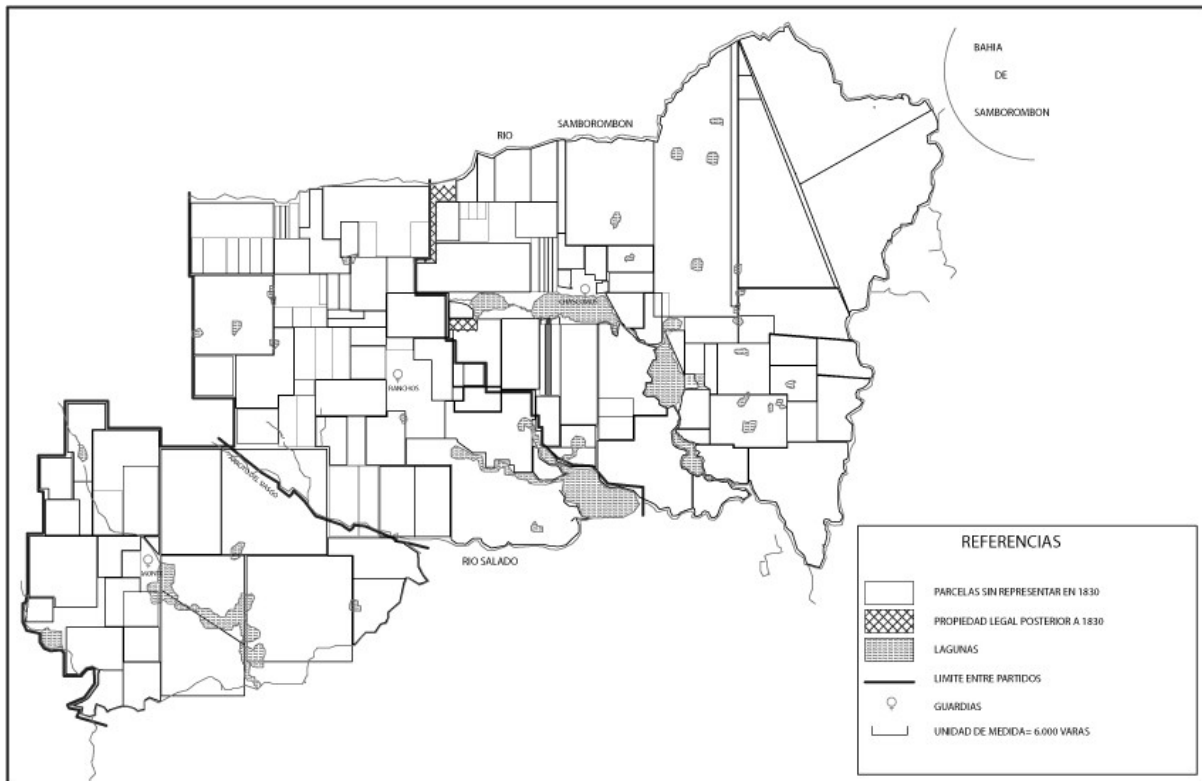 BAHIA
DE
SAMBOROMBON
RIO SAMBOROMBON
CHASCOMUS
RANCHOS
MONTE
RIO SALADO
REFERENCIAS
PARCELAS SIN REPRESENTAR EN 1830
PROPIEDAD LEGAL POSTERIOR A 1830
LAGUNAS
LIMITE ENTRE PARTIDOS
GUARDIAS
UNIDAD DE MEDIDA= 6.000 VARAS